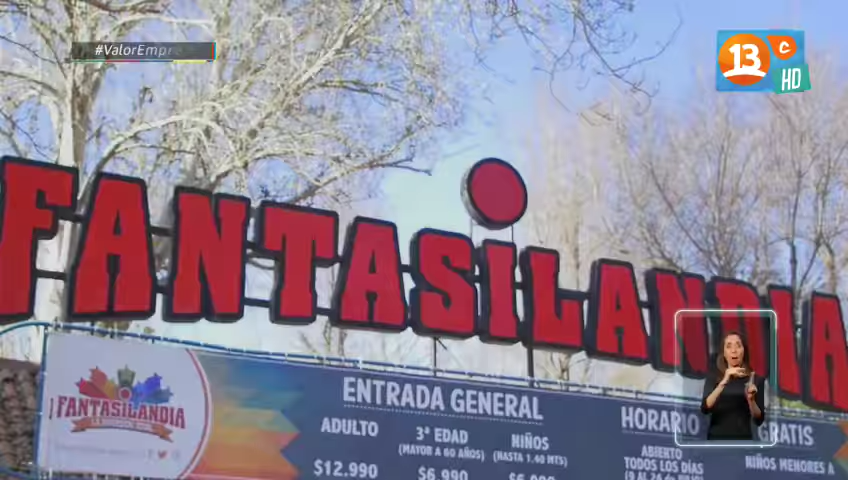 #ValorEmpre
13 C
HD
FANTASILANDIA
FANTASILANDIA
ENTRADA GENERAL
HORARIO
GRATIS
ADULTO
3ª EDAD
NIÑOS
(MAYOR A 60 AÑOS)
(HASTA 1.40 MTS)
ABIERTO
TODOS LOS DÍAS
NIÑOS MENORES A
$12.990
$6.990